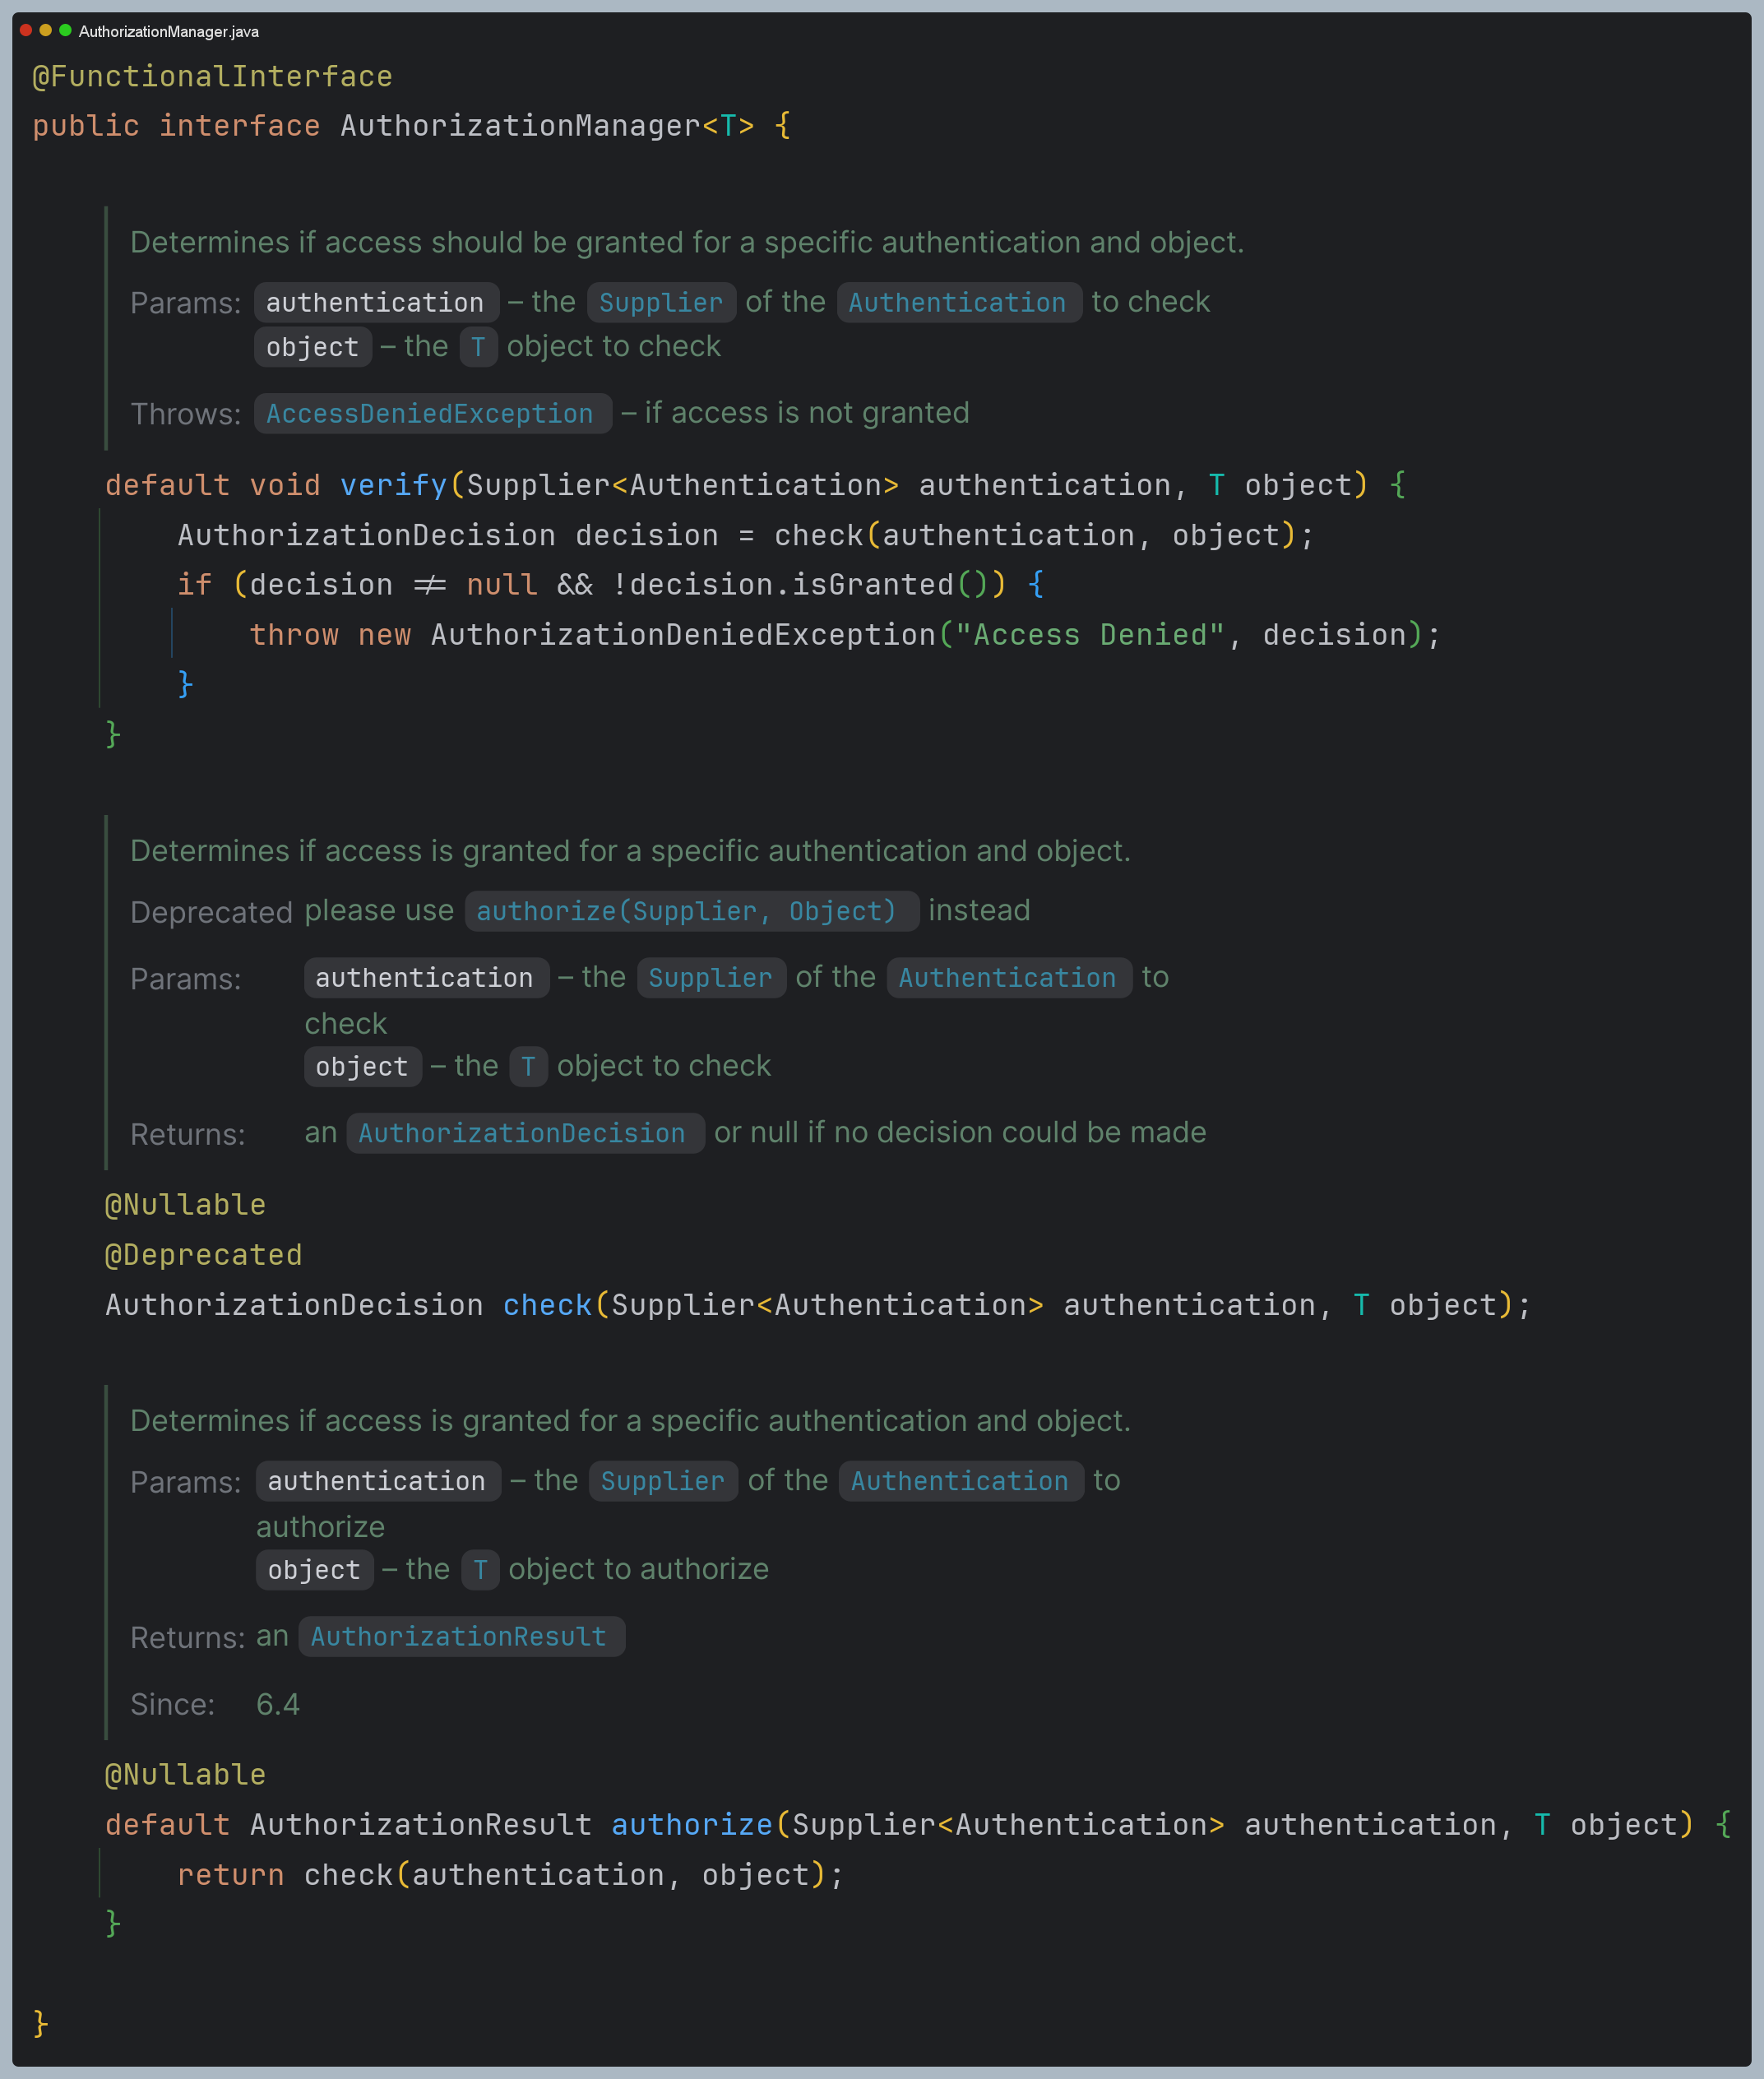 AuthorizationManager.java
@FunctionalInterface
public interface AuthorizationManager<T> {
Determines if access should be granted for a specific authentication and object.
Params: authentication – the Supplier of the Authentication to check
object – the T object to check
Throws: AccessDeniedException – if access is not granted
default void verify(Supplier<Authentication> authentication, T object) {
AuthorizationDecision decision = check(authentication, object);
if (decision != null && !decision.isGranted()) {
throw new AuthorizationDeniedException("Access Denied", decision);
}
}
Determines if access is granted for a specific authentication and object.
Deprecated please use authorize(Supplier, Object) instead
Params: authentication – the Supplier of the Authentication to
check
object – the T object to check
Returns: an AuthorizationDecision or null if no decision could be made
@Nullable
@Deprecated
AuthorizationDecision check(Supplier<Authentication> authentication, T object);
Determines if access is granted for a specific authentication and object.
Params: authentication – the Supplier of the Authentication to
authorize
object – the T object to authorize
Returns: an AuthorizationResult
Since: 6.4
@Nullable
default AuthorizationResult authorize(Supplier<Authentication> authentication, T object) {
return check(authentication, object);
}
}